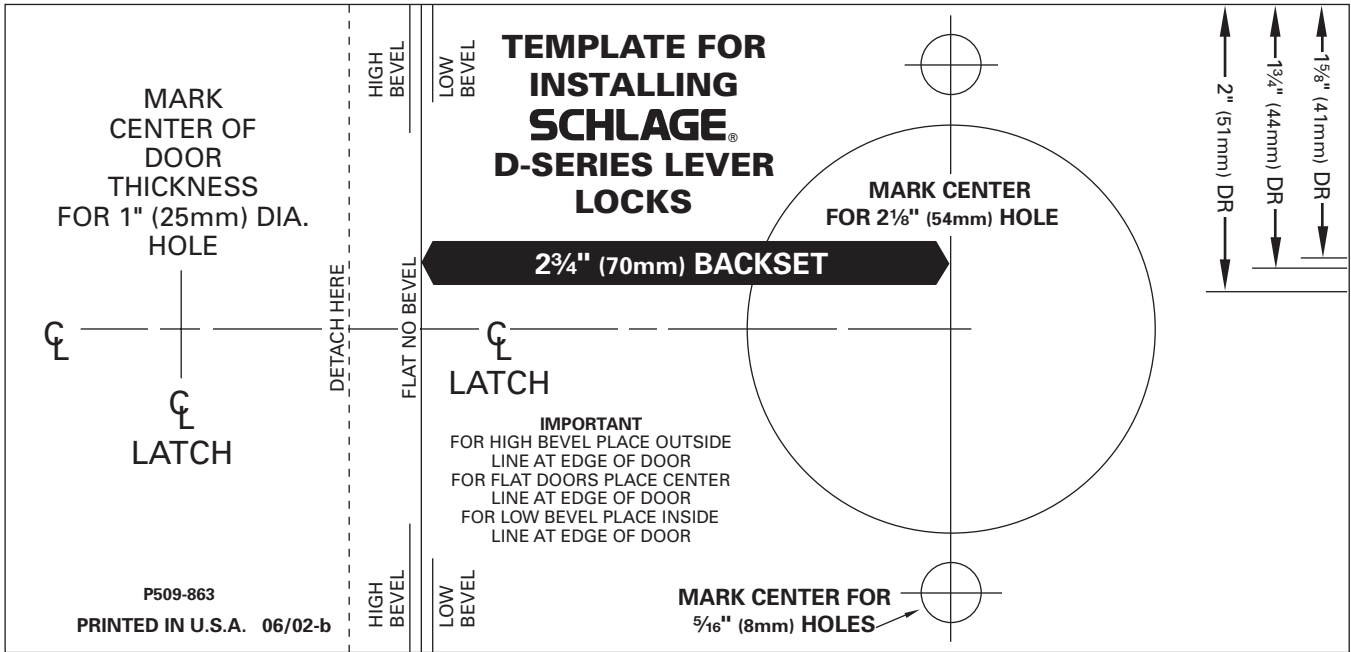 MARK
CENTER OF
DOOR
THICKNESS
FOR 1" (25mm) DIA.
HOLE
℄
℄
LATCH
P509-863
PRINTED IN U.S.A. 06/02-b
DETACH HERE
HIGH
BEVEL
FLAT NO BEVEL
HIGH
BEVEL
LOW
BEVEL
LOW
BEVEL
TEMPLATE FOR
INSTALLING
SCHLAGE®
D-SERIES LEVER
LOCKS
2¾" (70mm) BACKSET
℄
LATCH
IMPORTANT
FOR HIGH BEVEL PLACE OUTSIDE
LINE AT EDGE OF DOOR
FOR FLAT DOORS PLACE CENTER
LINE AT EDGE OF DOOR
FOR LOW BEVEL PLACE INSIDE
LINE AT EDGE OF DOOR
MARK CENTER
FOR 2⅛" (54mm) HOLE
MARK CENTER FOR
5⁄16" (8mm) HOLES
2" (51mm) DR
1¾" (44mm) DR
1⅝" (41mm) DR